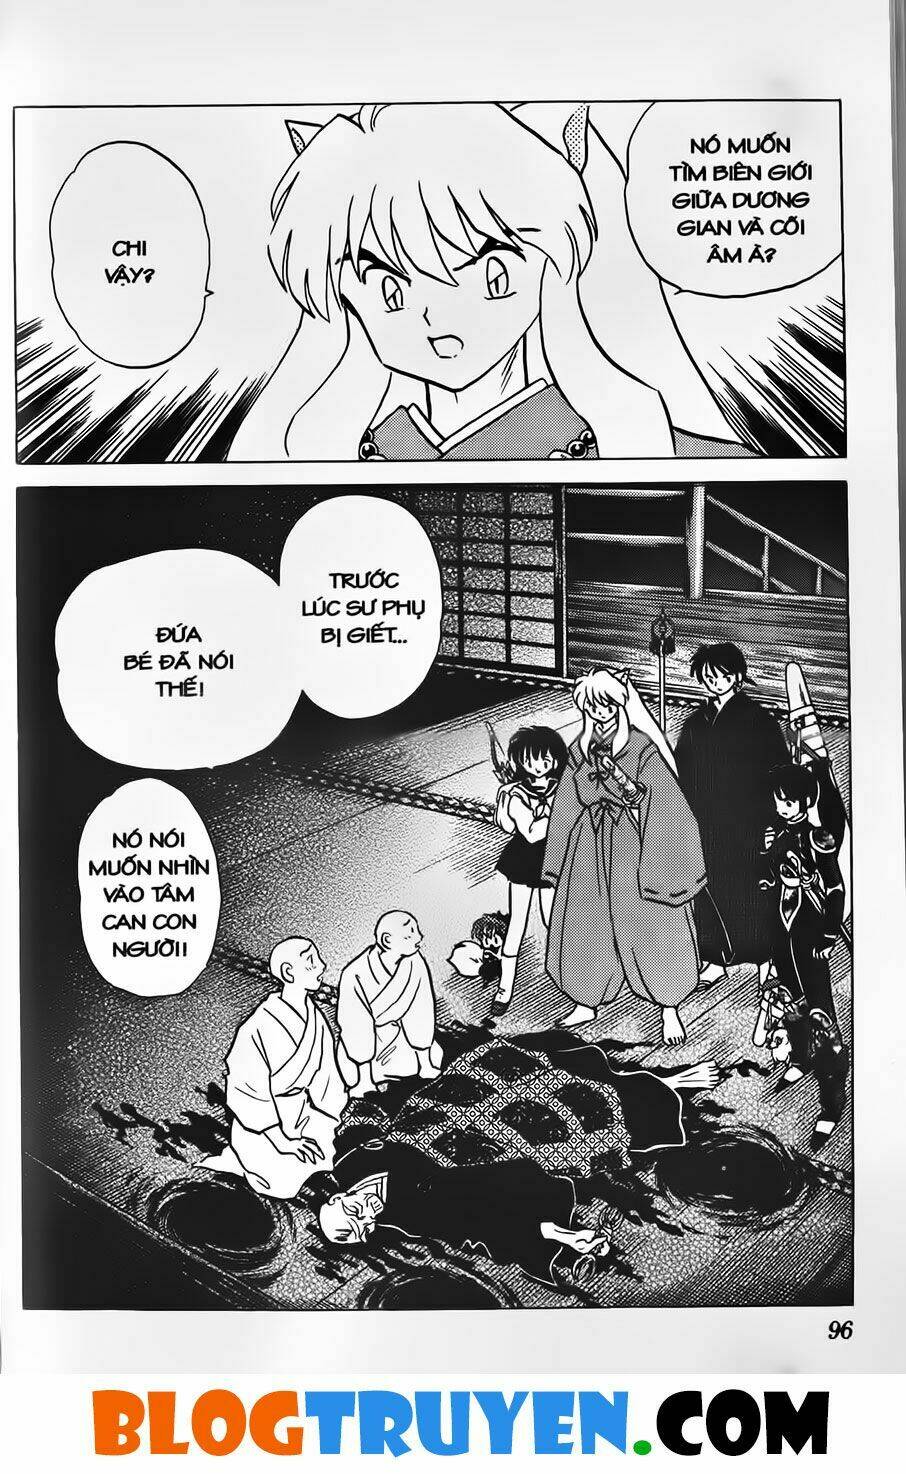 NÓ MUỐN
TÌM BIÊN GIỚI
GIỮA DƯƠNG
GIAN VÀ CÕI
ÂM À?
CHI
VẬY?
TRƯỚC
LÚC SƯ PHỤ
BỊ GIẾT...
ĐỨA
BÉ ĐÃ NÓI
THẾ!
NÓ NÓI
MUỐN NHÌN
VÀO TÂM
CAN CON
NGƯỜI!
96
BLOGTRUYEN.COM